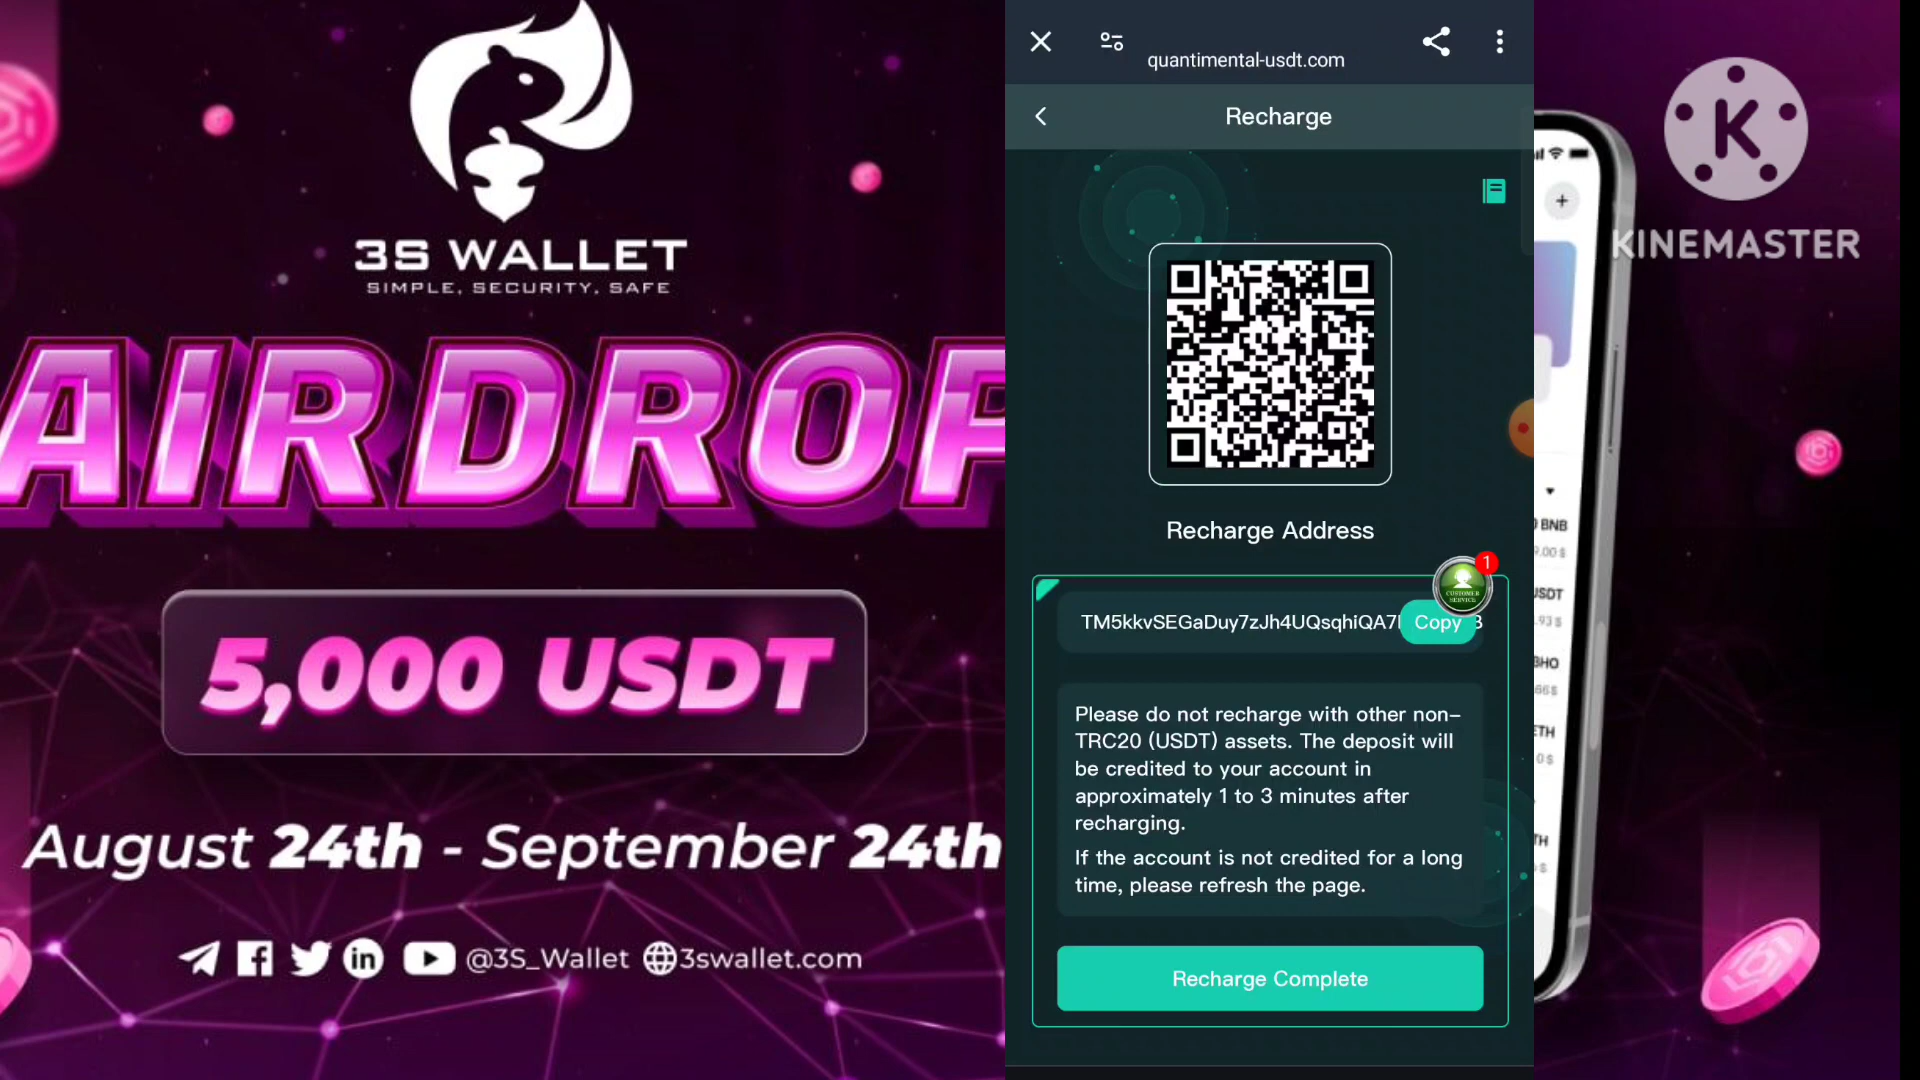 3S WALLET
SIMPLE, SECURITY, SAFE
AIRDROP
5,000 USDT
August 24th - September 24th
@3S_Wallet 3swallet.com
quantimental-usdt.com
Recharge
Recharge Address
1
CUSTOMER
SERVICE
TM5kkvSEGaDuy7zJh4UQsqhiQA7
Copy
Please do not recharge with other non-
TRC20 (USDT) assets. The deposit will
be credited to your account in
approximately 1 to 3 minutes after
recharging.
If the account is not credited for a long
time, please refresh the page.
Recharge Complete
K
KINEMASTER
BNB
ETH